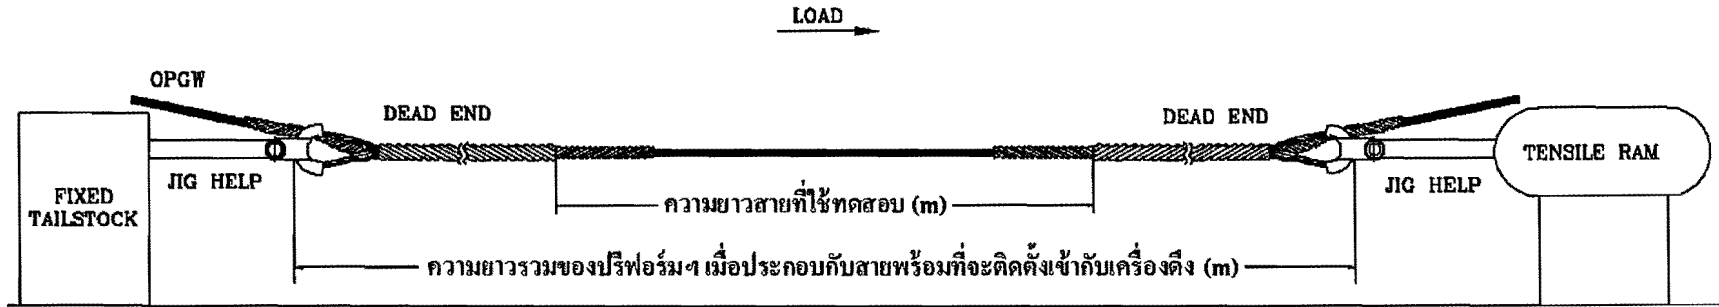 LOAD
OPGW
DEAD END
DEAD END
JIG HELP
JIG HELP
FIXED
TAILSTOCK
TENSILE RAM
ความยาวสายที่ใช้ทดสอบ (m)
ความยาวรวมของปรีฟอร์มฯ เมื่อประกอบกับสายพร้อมที่จะติดตั้งเข้ากับเครื่องดึง (m)